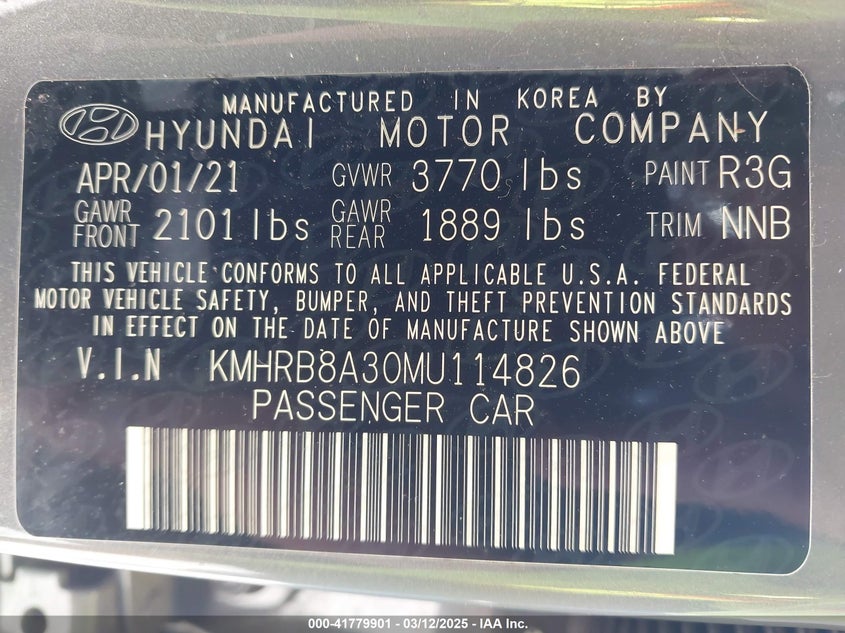 MANUFACTURED IN KOREA BY
HYUNDAI MOTOR COMPANY
APR/01/21 GVWR 3770 lbs PAINT R3G
GAWR FRONT 2101 lbs GAWR REAR 1889 lbs TRIM NNB
THIS VEHICLE CONFORMS TO ALL APPLICABLE U.S.A. FEDERAL
MOTOR VEHICLE SAFETY, BUMPER, AND THEFT PREVENTION STANDARDS
IN EFFECT ON THE DATE OF MANUFACTURE SHOWN ABOVE
V.I.N KMHRB8A30MU114826
PASSENGER CAR
000-41779901 - 03/12/2025 - IAAI.COM